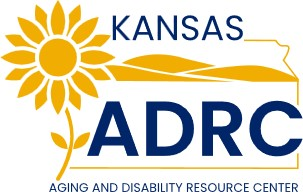 KANSAS
ADRC
AGING AND DISABILITY RESOURCE CENTER